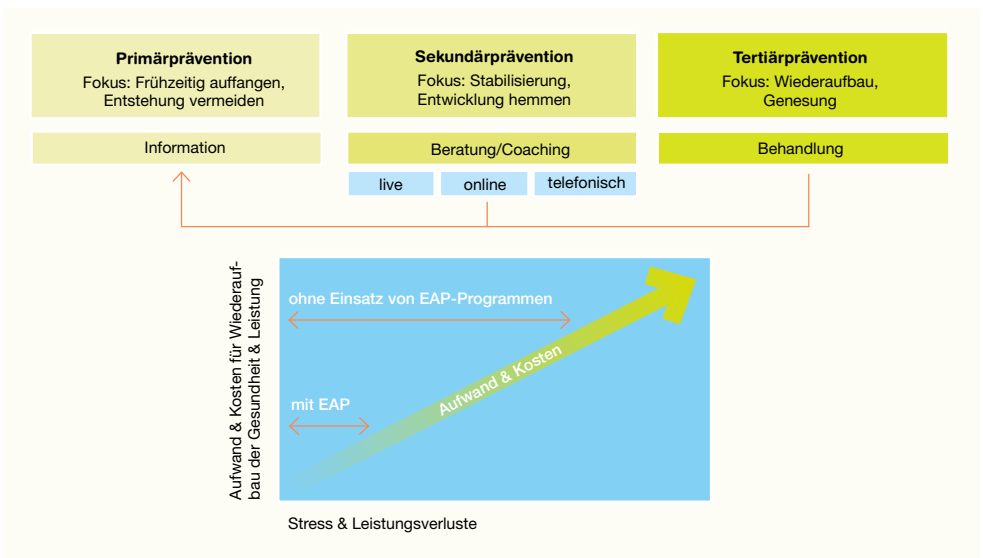 Primärprävention
Fokus: Frühzeitig auffangen,
Entstehung vermeiden
Sekundärprävention
Fokus: Stabilisierung,
Entwicklung hemmen
Tertiärprävention
Fokus: Wiederaufbau,
Genesung
Information
Beratung/Coaching
Behandlung
live
online
telefonisch
Aufwand & Kosten für Wiederauf-
bau der Gesundheit & Leistung
ohne Einsatz von EAP-Programmen
Aufwand & Kosten
mit EAP
Stress & Leistungsverluste